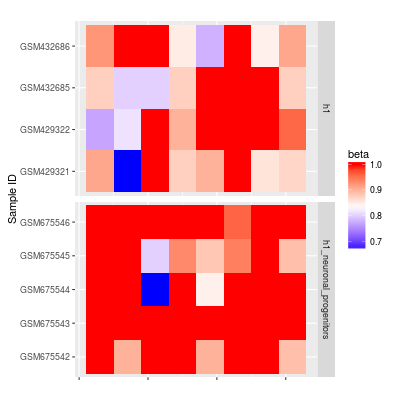 GSM432686
GSM432685
GSM429322
GSM429321
h1
GSM675546
GSM675545
GSM675544
GSM675543
GSM675542
h1_neuronal_progenitors
Sample ID
beta
1.0
0.9
0.8
0.7